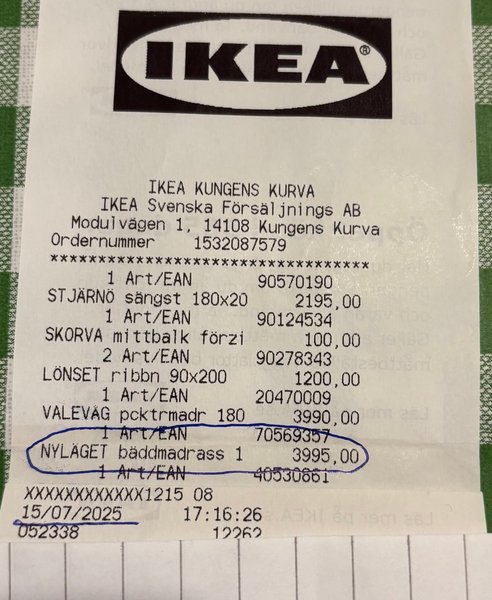 IKEA®
IKEA KUNGENS KURVA
IKEA Svenska Försäljnings AB
Modulvägen 1, 14108 Kungens Kurva
Ordernummer 1532087579
**********************************
1 Art/EAN 90570190
STJÄRNÖ sängst 180x20 2195,00
1 Art/EAN 90124534
SKORVA mittbalk förzi 100,00
2 Art/EAN 90278343
LÖNSET ribbn 90x200 1200,00
1 Art/EAN 20470009
VALEVÅG pcktrmadr 180 3990,00
1 Art/EAN 70569357
NYLÅGET bäddmadrass 1 3995,00
1 Art/EAN 40530861
XXXXXXXXXXXX1215 08
15/07/2025 17:16:26
052338 12262